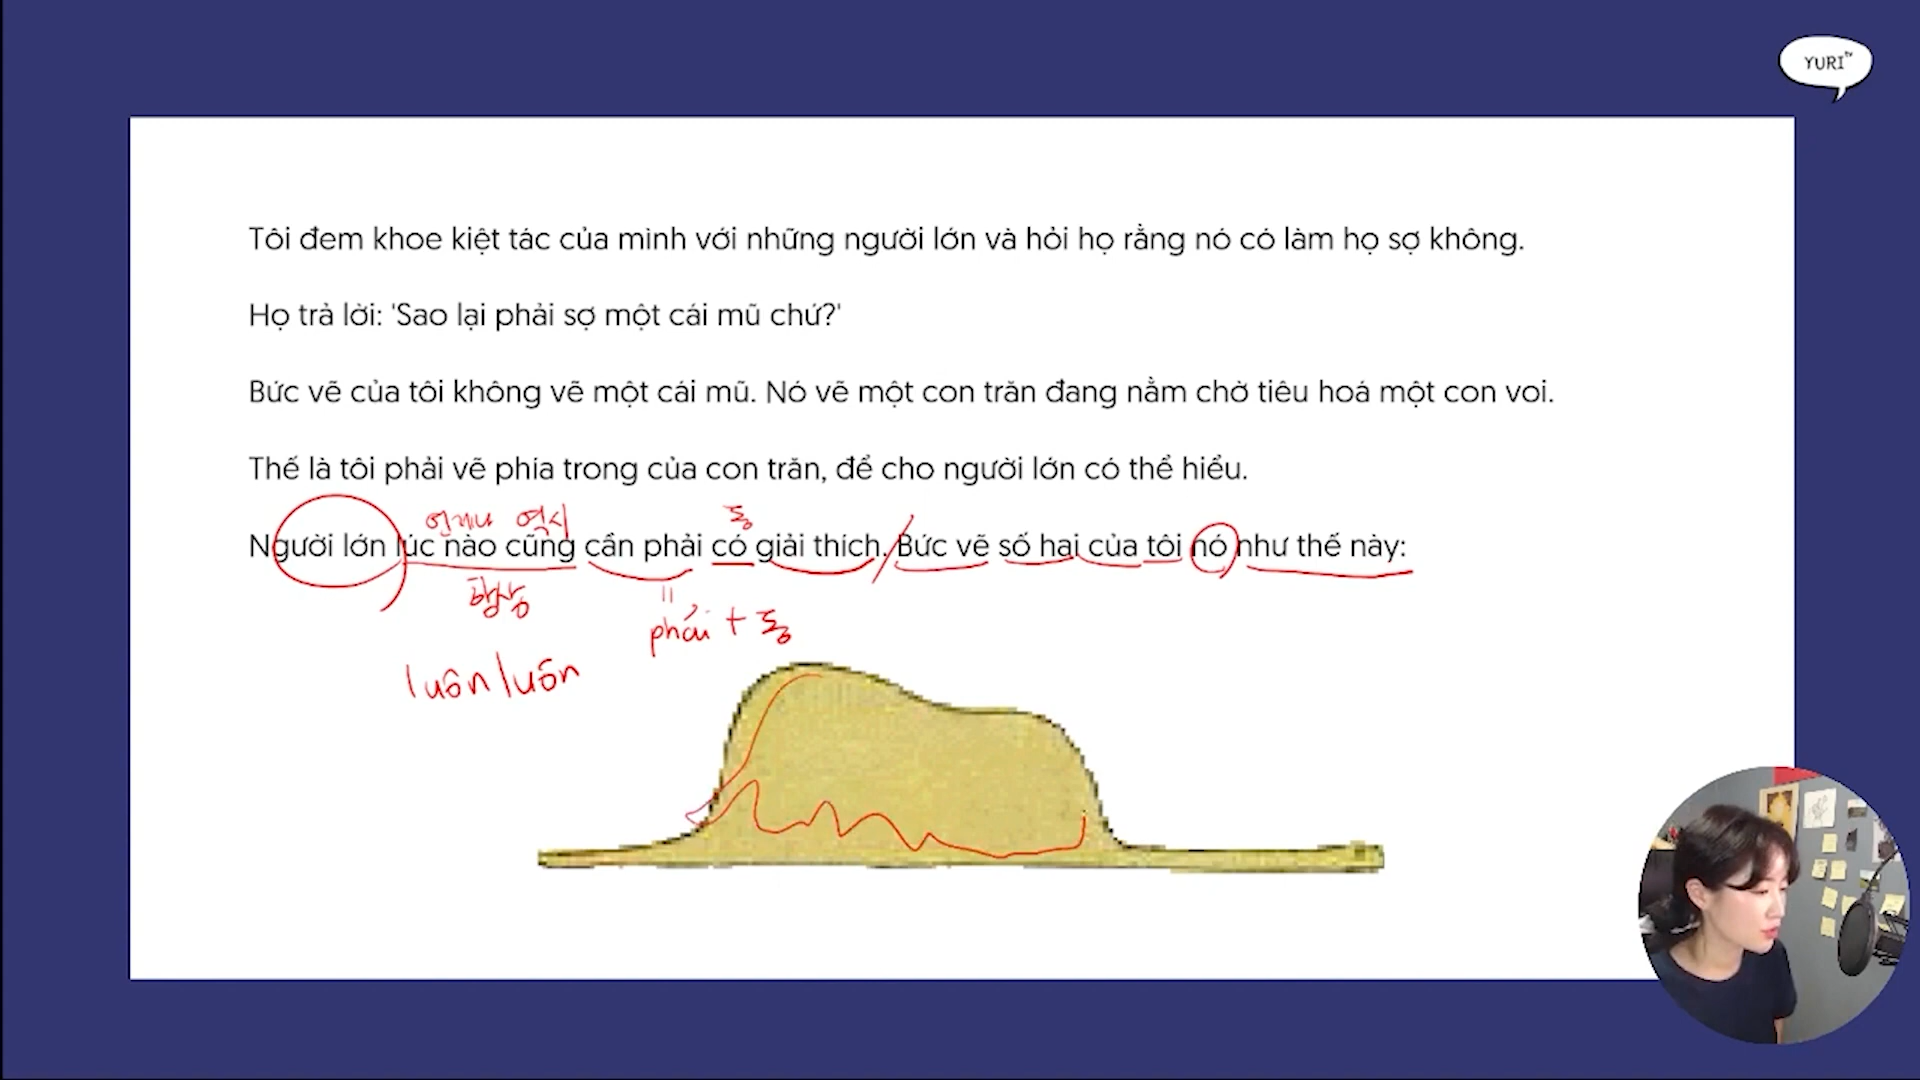 YURI tv
Tôi đem khoe kiệt tác của mình với những người lớn và hỏi họ rằng nó có làm họ sợ không.
Họ trả lời: 'Sao lại phải sợ một cái mũ chứ?'
Bức vẽ của tôi không vẽ một cái mũ. Nó vẽ một con trăn đang nằm chờ tiêu hoá một con voi.
Thế là tôi phải vẽ phía trong của con trăn, để cho người lớn có thể hiểu.
언제나 역시 동
Người lớn lúc nào cũng cần phải có giải thích. Bức vẽ số hai của tôi nó như thế này:
항상
phải +동
luôn luôn